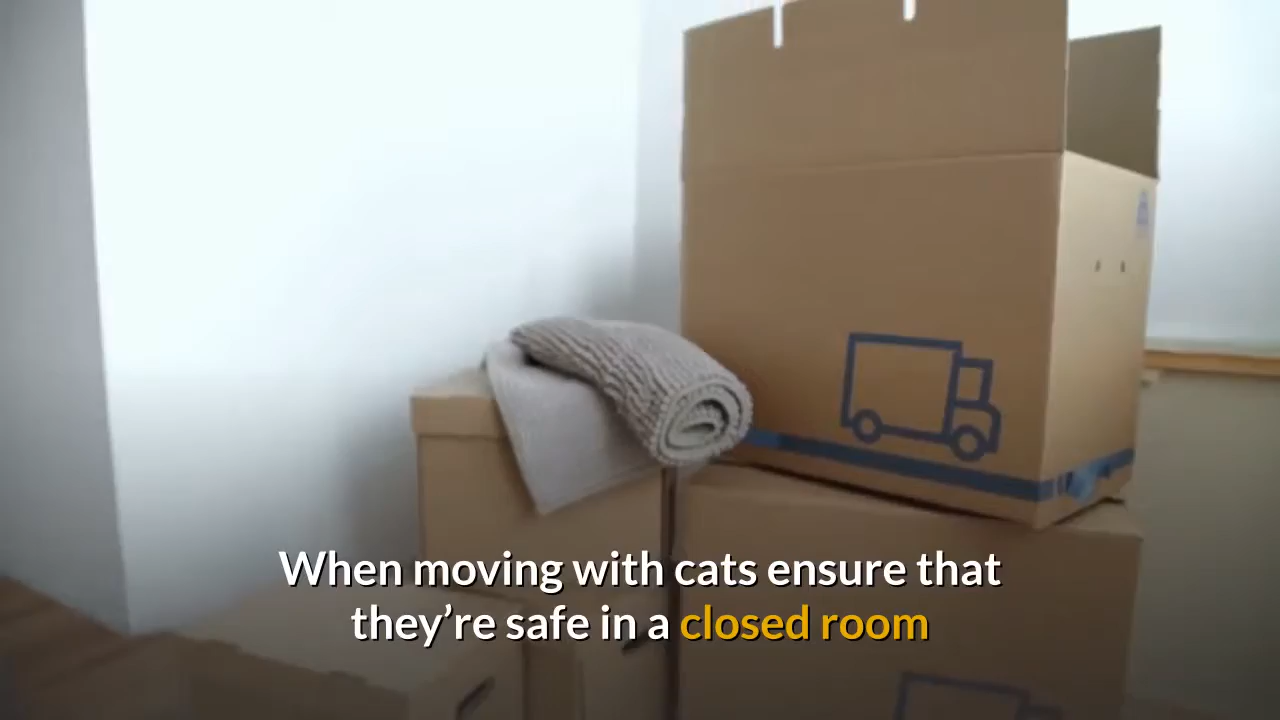 When moving with cats ensure that
they’re safe in a closed room